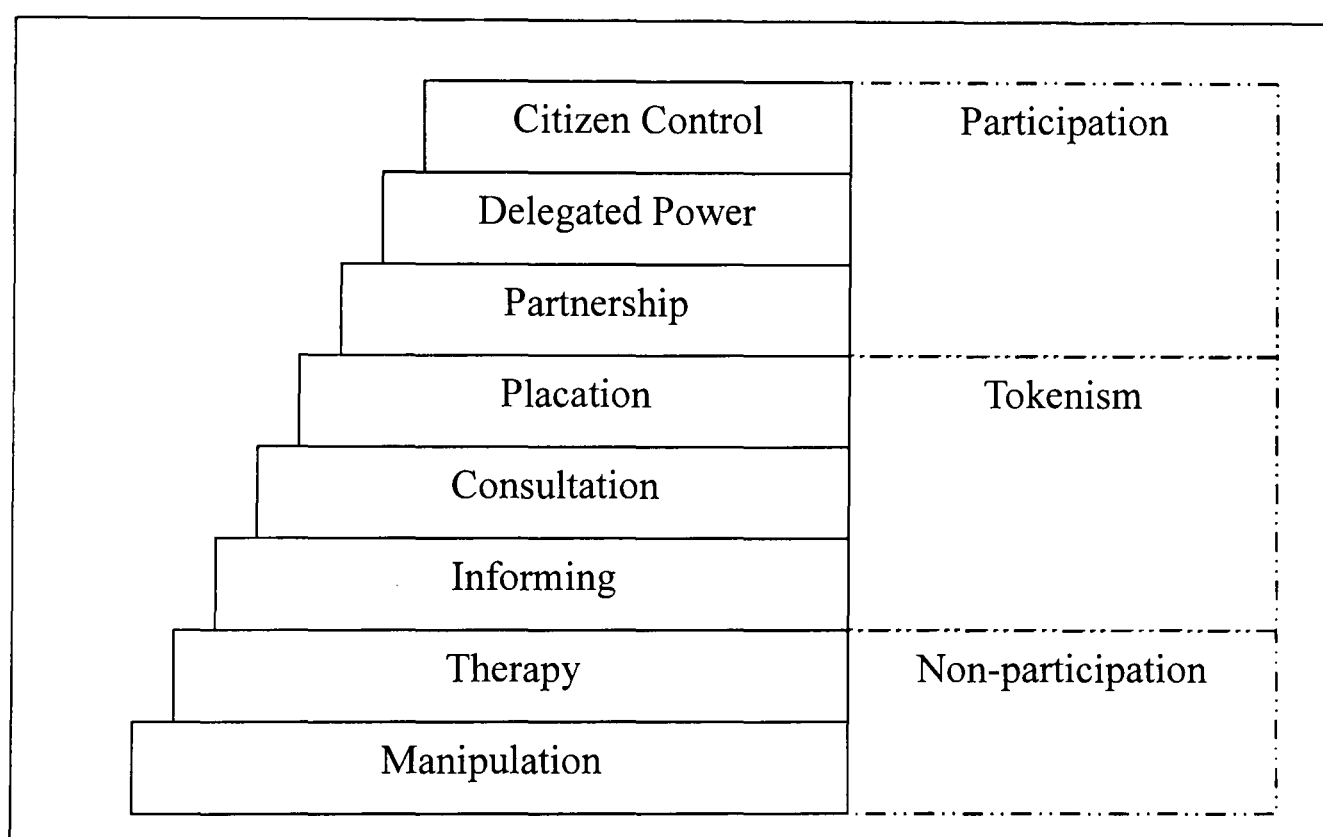 Citizen Control
Participation
Delegated Power
Partnership
Placation
Tokenism
Consultation
Informing
Therapy
Non-participation
Manipulation